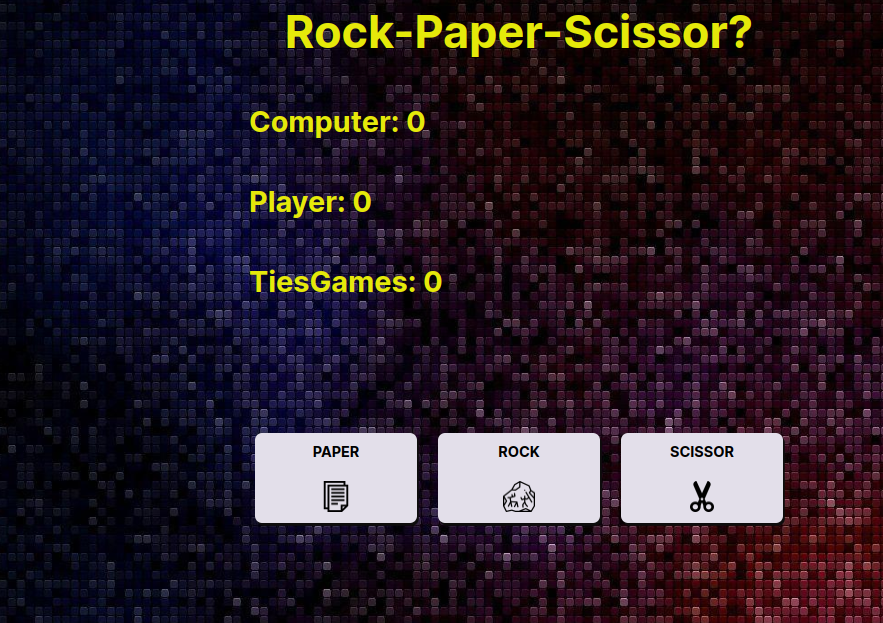 Rock-Paper-Scissor?
Computer: 0
Player: 0
TiesGames: 0
PAPER
ROCK
SCISSOR